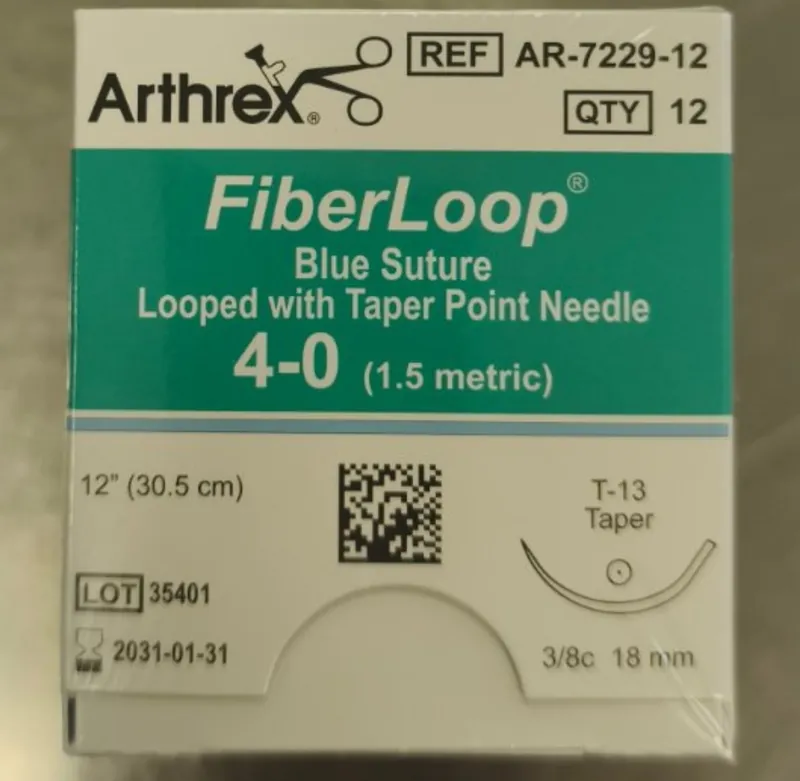 Arthrex®
REF AR-7229-12
QTY 12
FiberLoop®
Blue Suture
Looped with Taper Point Needle
4-0 (1.5 metric)
12" (30.5 cm)
T-13
Taper
LOT 35401
2031-01-31
3/8c 18 mm